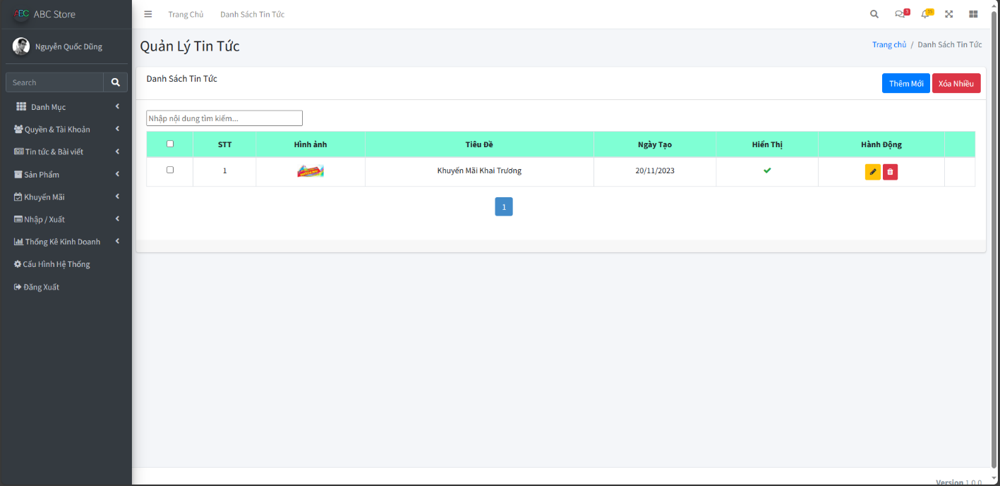 AEC ABC Store
Trang Chủ Danh Sách Tin Tức
3
15
Nguyễn Quốc Dũng
Search
Danh Mục
Quyền & Tài Khoản
Tin tức & Bài viết
Sản Phẩm
Khuyến Mãi
Nhập / Xuất
Thống Kê Kinh Doanh
Cấu Hình Hệ Thống
Đăng Xuất
Quản Lý Tin Tức
Trang chủ / Danh Sách Tin Tức
Danh Sách Tin Tức
Thêm Mới Xóa Nhiều
Nhập nội dung tìm kiếm...
STT Hình ảnh Tiêu Đề Ngày Tạo Hiển Thị Hành Động
1 Khuyến Mãi Khai Trương 20/11/2023
1
Version 1.0.0